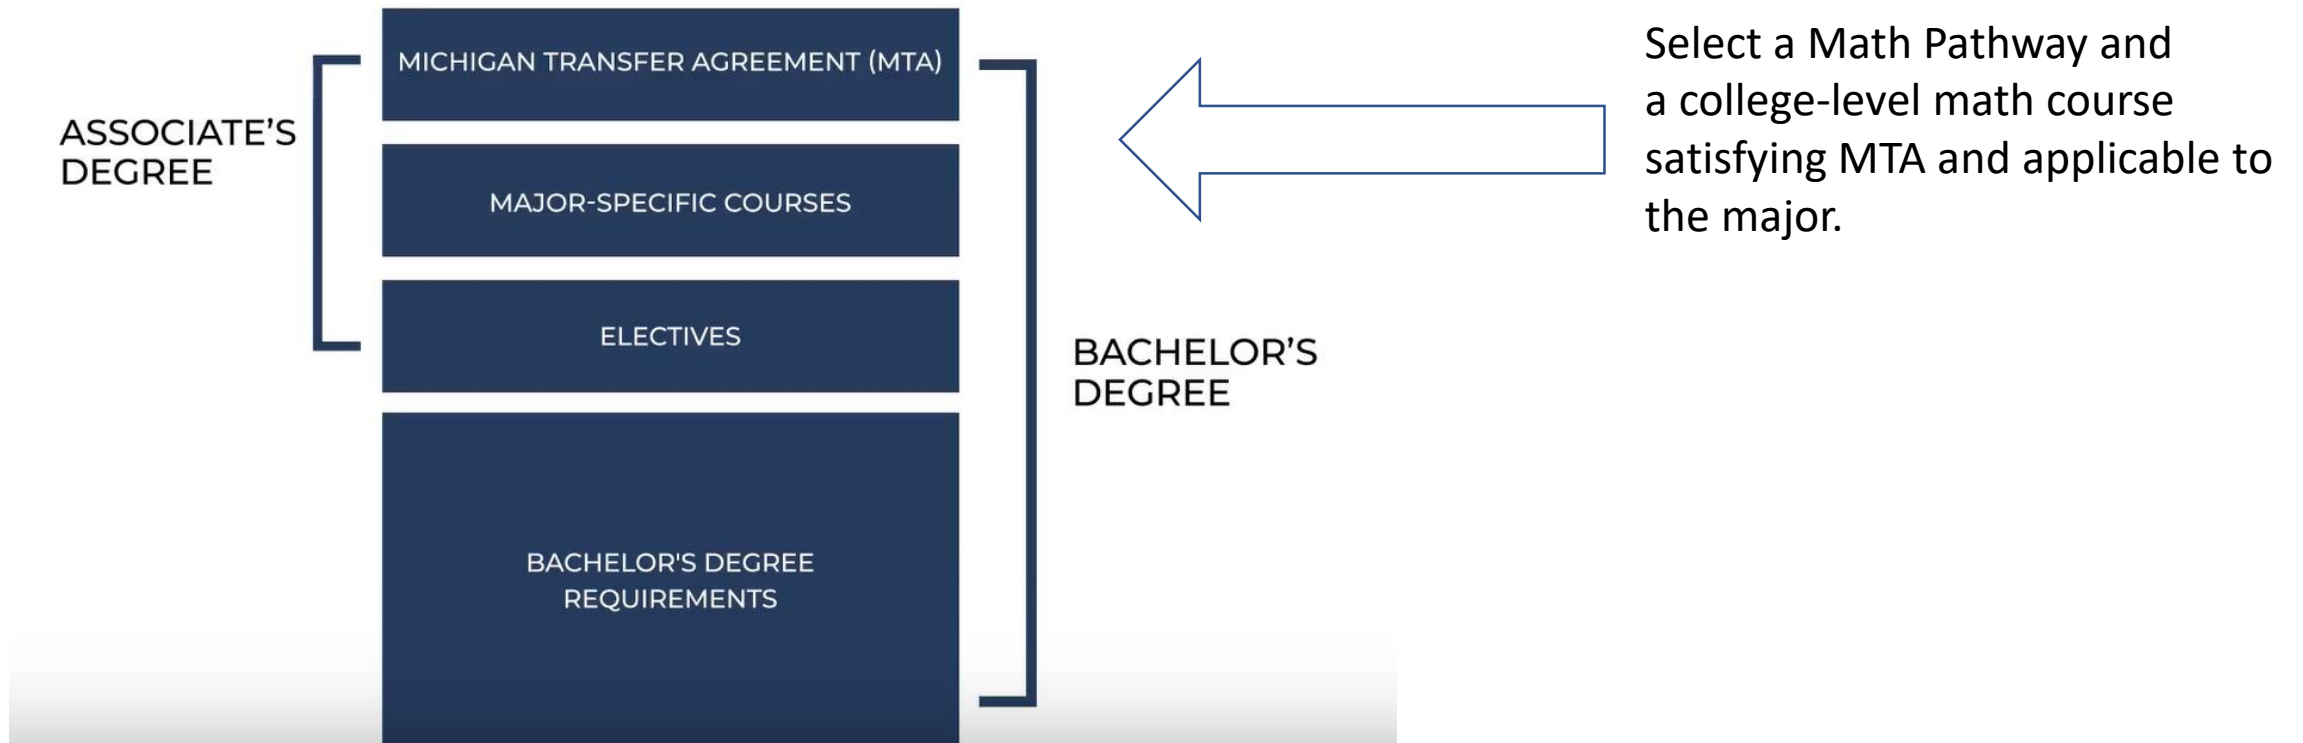 MICHIGAN TRANSFER AGREEMENT (MTA)
ASSOCIATE'S
DEGREE
MAJOR-SPECIFIC COURSES
ELECTIVES
BACHELOR'S DEGREE
REQUIREMENTS
BACHELOR'S
DEGREE
Select a Math Pathway and
a college-level math course
satisfying MTA and applicable to
the major.